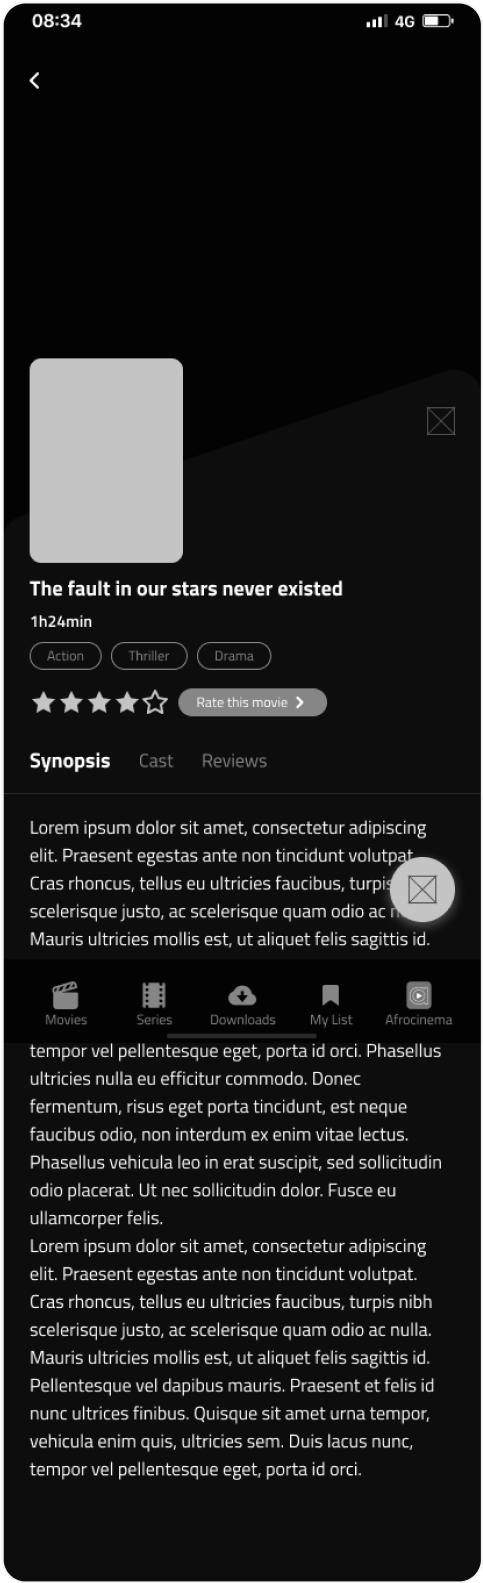 08:34 4G
The fault in our stars never existed
1h24min
Action Thriller Drama
Rate this movie
Synopsis Cast Reviews
Lorem ipsum dolor sit amet, consectetur adipiscing
elit. Praesent egestas ante non tincidunt volutpat
Cras rhoncus, tellus eu ultricies faucibus, turpis
scelerisque justo, ac scelerisque quam odio ac
Mauris ultricies mollis est, ut aliquet felis sagittis id.
Movies Series Downloads My List Afrocinema
tempor vel pellentesque eget, porta id orci. Phasellus
ultricies nulla eu efficitur commodo. Donec
fermentum, risus eget porta tincidunt, est neque
faucibus odio, non interdum ex enim vitae lectus.
Phasellus vehicula leo in erat suscipit, sed sollicitudin
odio placerat. Ut nec sollicitudin dolor. Fusce eu
ullamcorper felis.
Lorem ipsum dolor sit amet, consectetur adipiscing
elit. Praesent egestas ante non tincidunt volutpat.
Cras rhoncus, tellus eu ultricies faucibus, turpis nibh
scelerisque justo, ac scelerisque quam odio ac nulla.
Mauris ultricies mollis est, ut aliquet felis sagittis id.
Pellentesque vel dapibus mauris. Praesent et felis id
nunc ultrices finibus. Quisque sit amet urna tempor,
vehicula enim quis, ultricies sem. Duis lacus nunc,
tempor vel pellentesque eget, porta id orci.